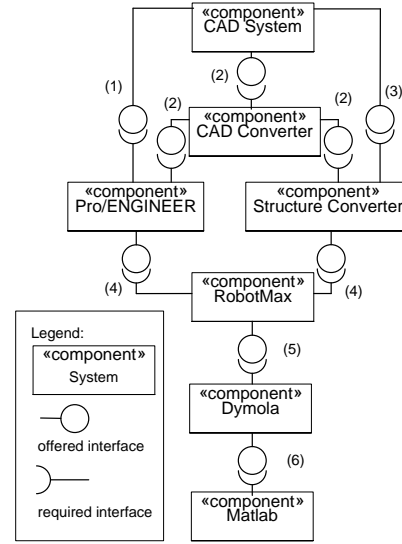 «component»
CAD System
(1)
(2)
(3)
(2)
«component»
CAD Converter
(2)
«component»
Pro/ENGINEER
«component»
Structure Converter
(4)
«component»
RobotMax
(4)
Legend:
«component»
System
offered interface
required interface
(5)
«component»
Dymola
(6)
«component»
Matlab